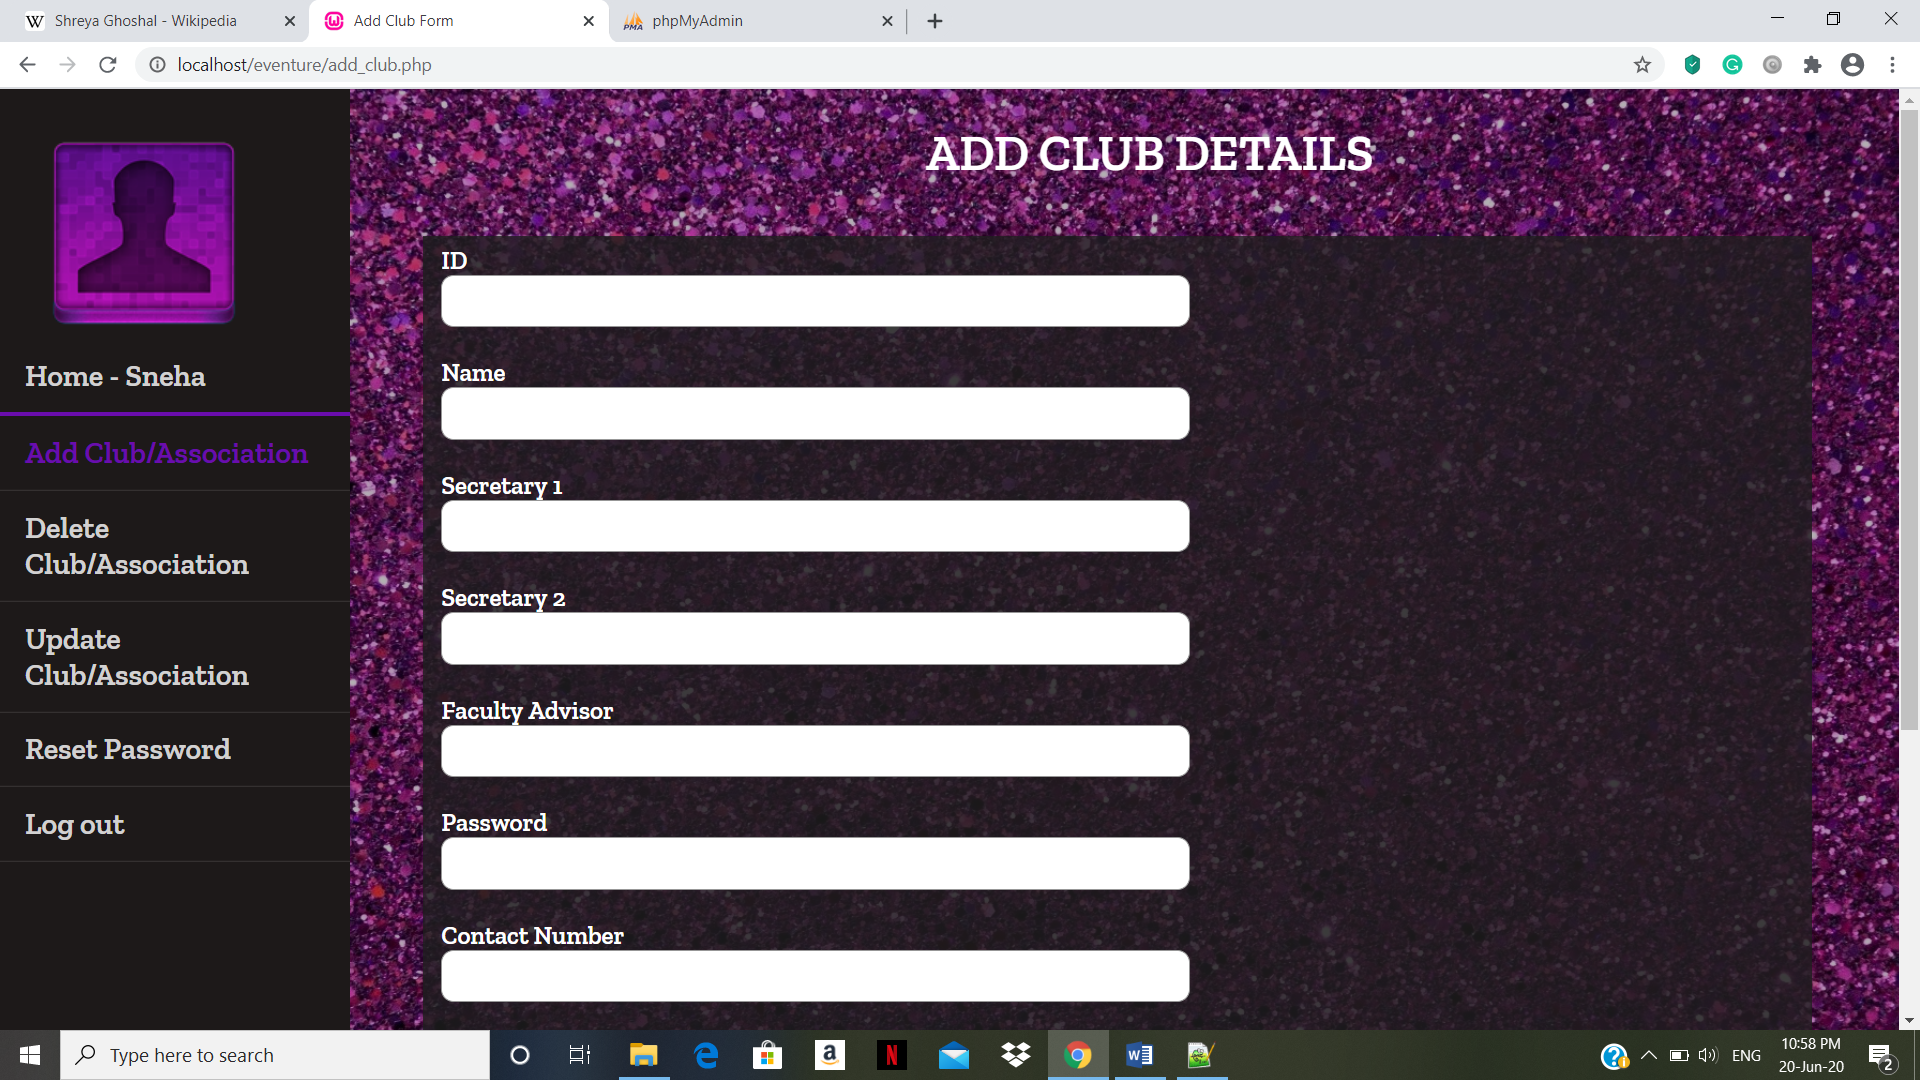 Shreya Ghoshal - Wikipedia
Add Club Form
phpMyAdmin
localhost/eventure/add_club.php
ADD CLUB DETAILS
Home - Sneha
Add Club/Association
Delete
Club/Association
Update
Club/Association
Reset Password
Log out
ID
Name
Secretary 1
Secretary 2
Faculty Advisor
Password
Contact Number
Type here to search
ENG
10:58 PM
20-Jun-20
2